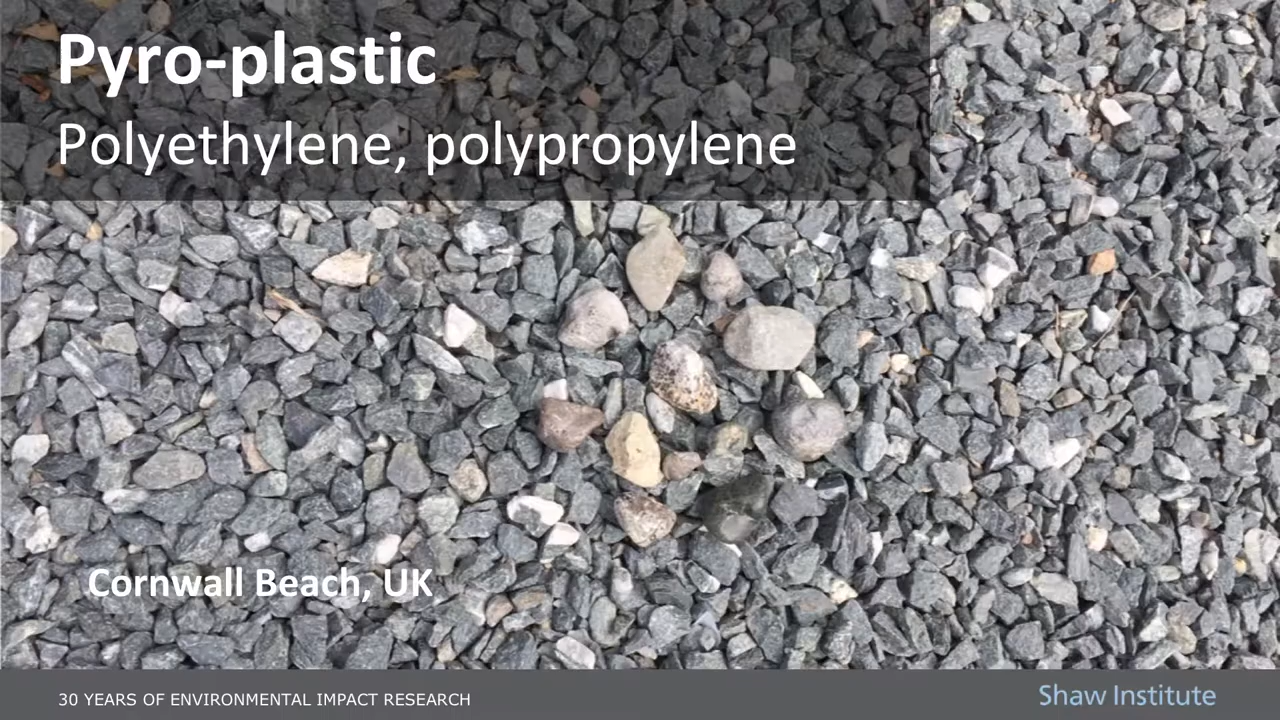 Pyro-plastic
Polyethylene, polypropylene
Cornwall Beach, UK
30 YEARS OF ENVIRONMENTAL IMPACT RESEARCH
Shaw Institute